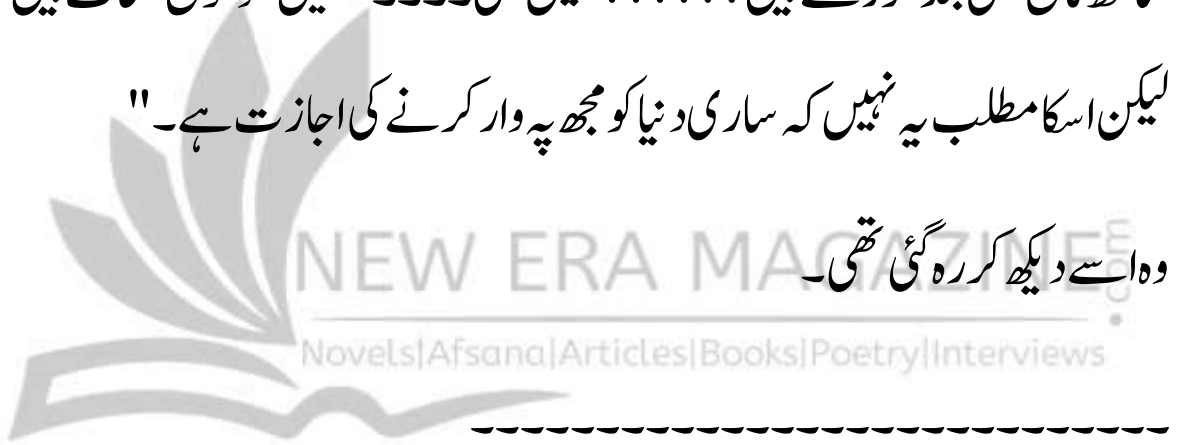 لیکن اسکا مطلب یہ نہیں کہ ساری دنیا کو مجھ پہ وار کرنے کی اجازت ہے۔"
وہ اسے دیکھ کر رہ گئی تھی۔
NEW ERA MAGAZINE.com
Novels|Afsana|Articles|Books|Poetry|Interviews
۔۔۔۔۔۔۔۔۔۔۔۔۔۔۔۔۔۔۔۔۔۔۔۔۔۔۔۔